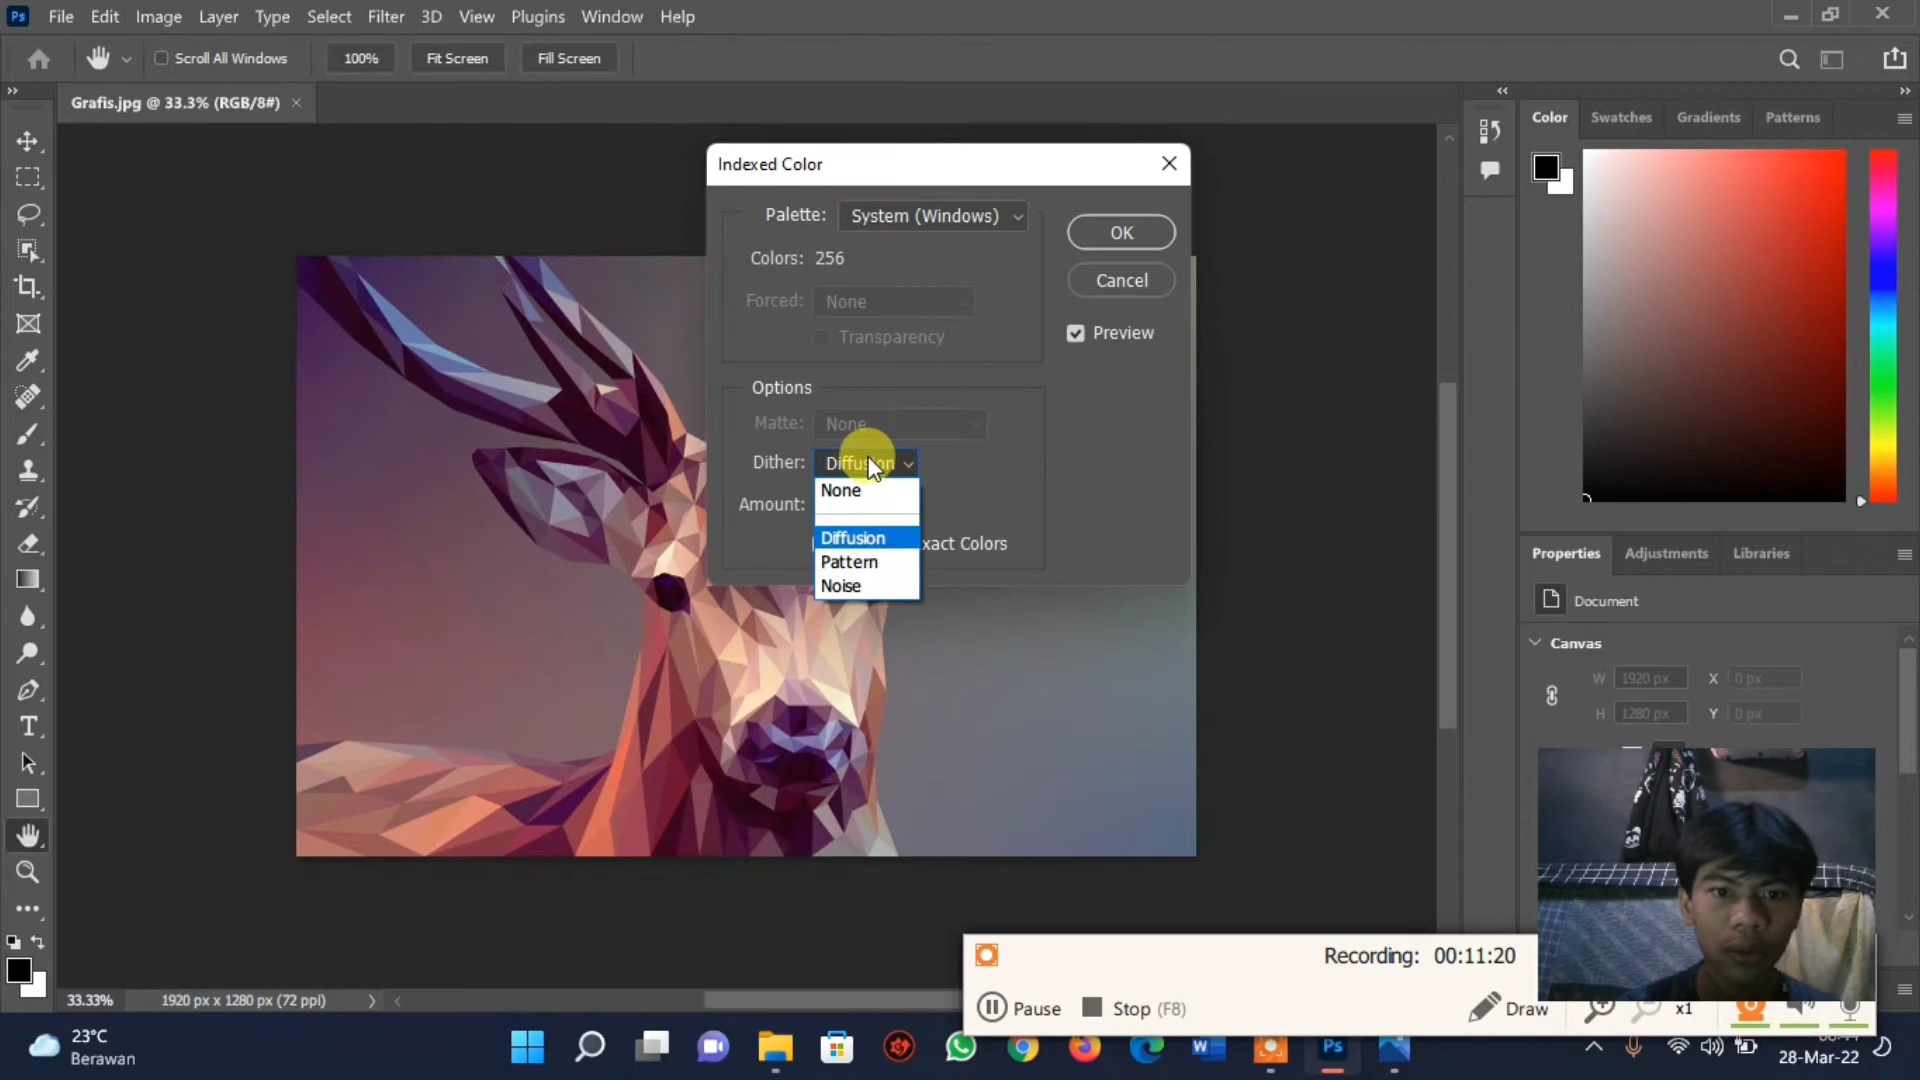 Ps File Edit Image Layer Type Select Filter 3D View Plugins Window Help
Scroll All Windows 100% Fit Screen Fill Screen
Grafis.jpg @ 33.3% (RGB/8#)
Color Swatches Gradients Patterns
Indexed Color
Palette: System (Windows)
OK
Colors: 256
Cancel
Forced: None
Preview
Transparency
Options
Matte: None
Dither: Diffusion
None
Amount:
Diffusion
xact Colors
Pattern
Noise
Properties Adjustments Libraries
Document
Canvas
W 1920 px X 0 px
H 1280 px Y 0 px
T
Recording: 00:11:20
33.33% 1920 px x 1280 px (72 ppi)
Pause Stop (F8) Draw x1
23°C
Berawan
W Ps
28-Mar-22